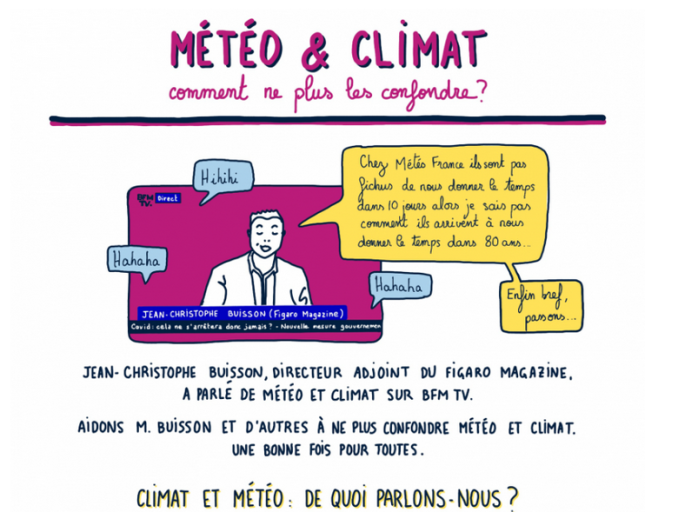 MÉTÉO & CLIMAT
comment ne plus les confondre?
Hihihi
Chez Météo France ils sont pas
fichus de nous donner le temps
dans 10 jours alors je sais pas
comment ils arrivent à nous
donner le temps dans 80 ans...
BFM
TV.
Direct
Hahaha
Hahaha
Enfin bref,
passons...
JEAN-CHRISTOPHE BUISSON (Figaro Magazine)
Covid: cela ne s'arrêtera donc jamais? - Nouvelle mesure gouvernemen
JEAN-CHRISTOPHE BUISSON, DIRECTEUR ADJOINT DU FIGARO MAGAZINE,
A PARLÉ DE MÉTÉO ET CLIMAT SUR BFM TV.
AIDONS M. BUISSON ET D'AUTRES À NE PLUS CONFONDRE MÉTÉO ET CLIMAT.
UNE BONNE FOIS POUR TOUTES.
CLIMAT ET MÉTÉO: DE QUOI PARLONS-NOUS?